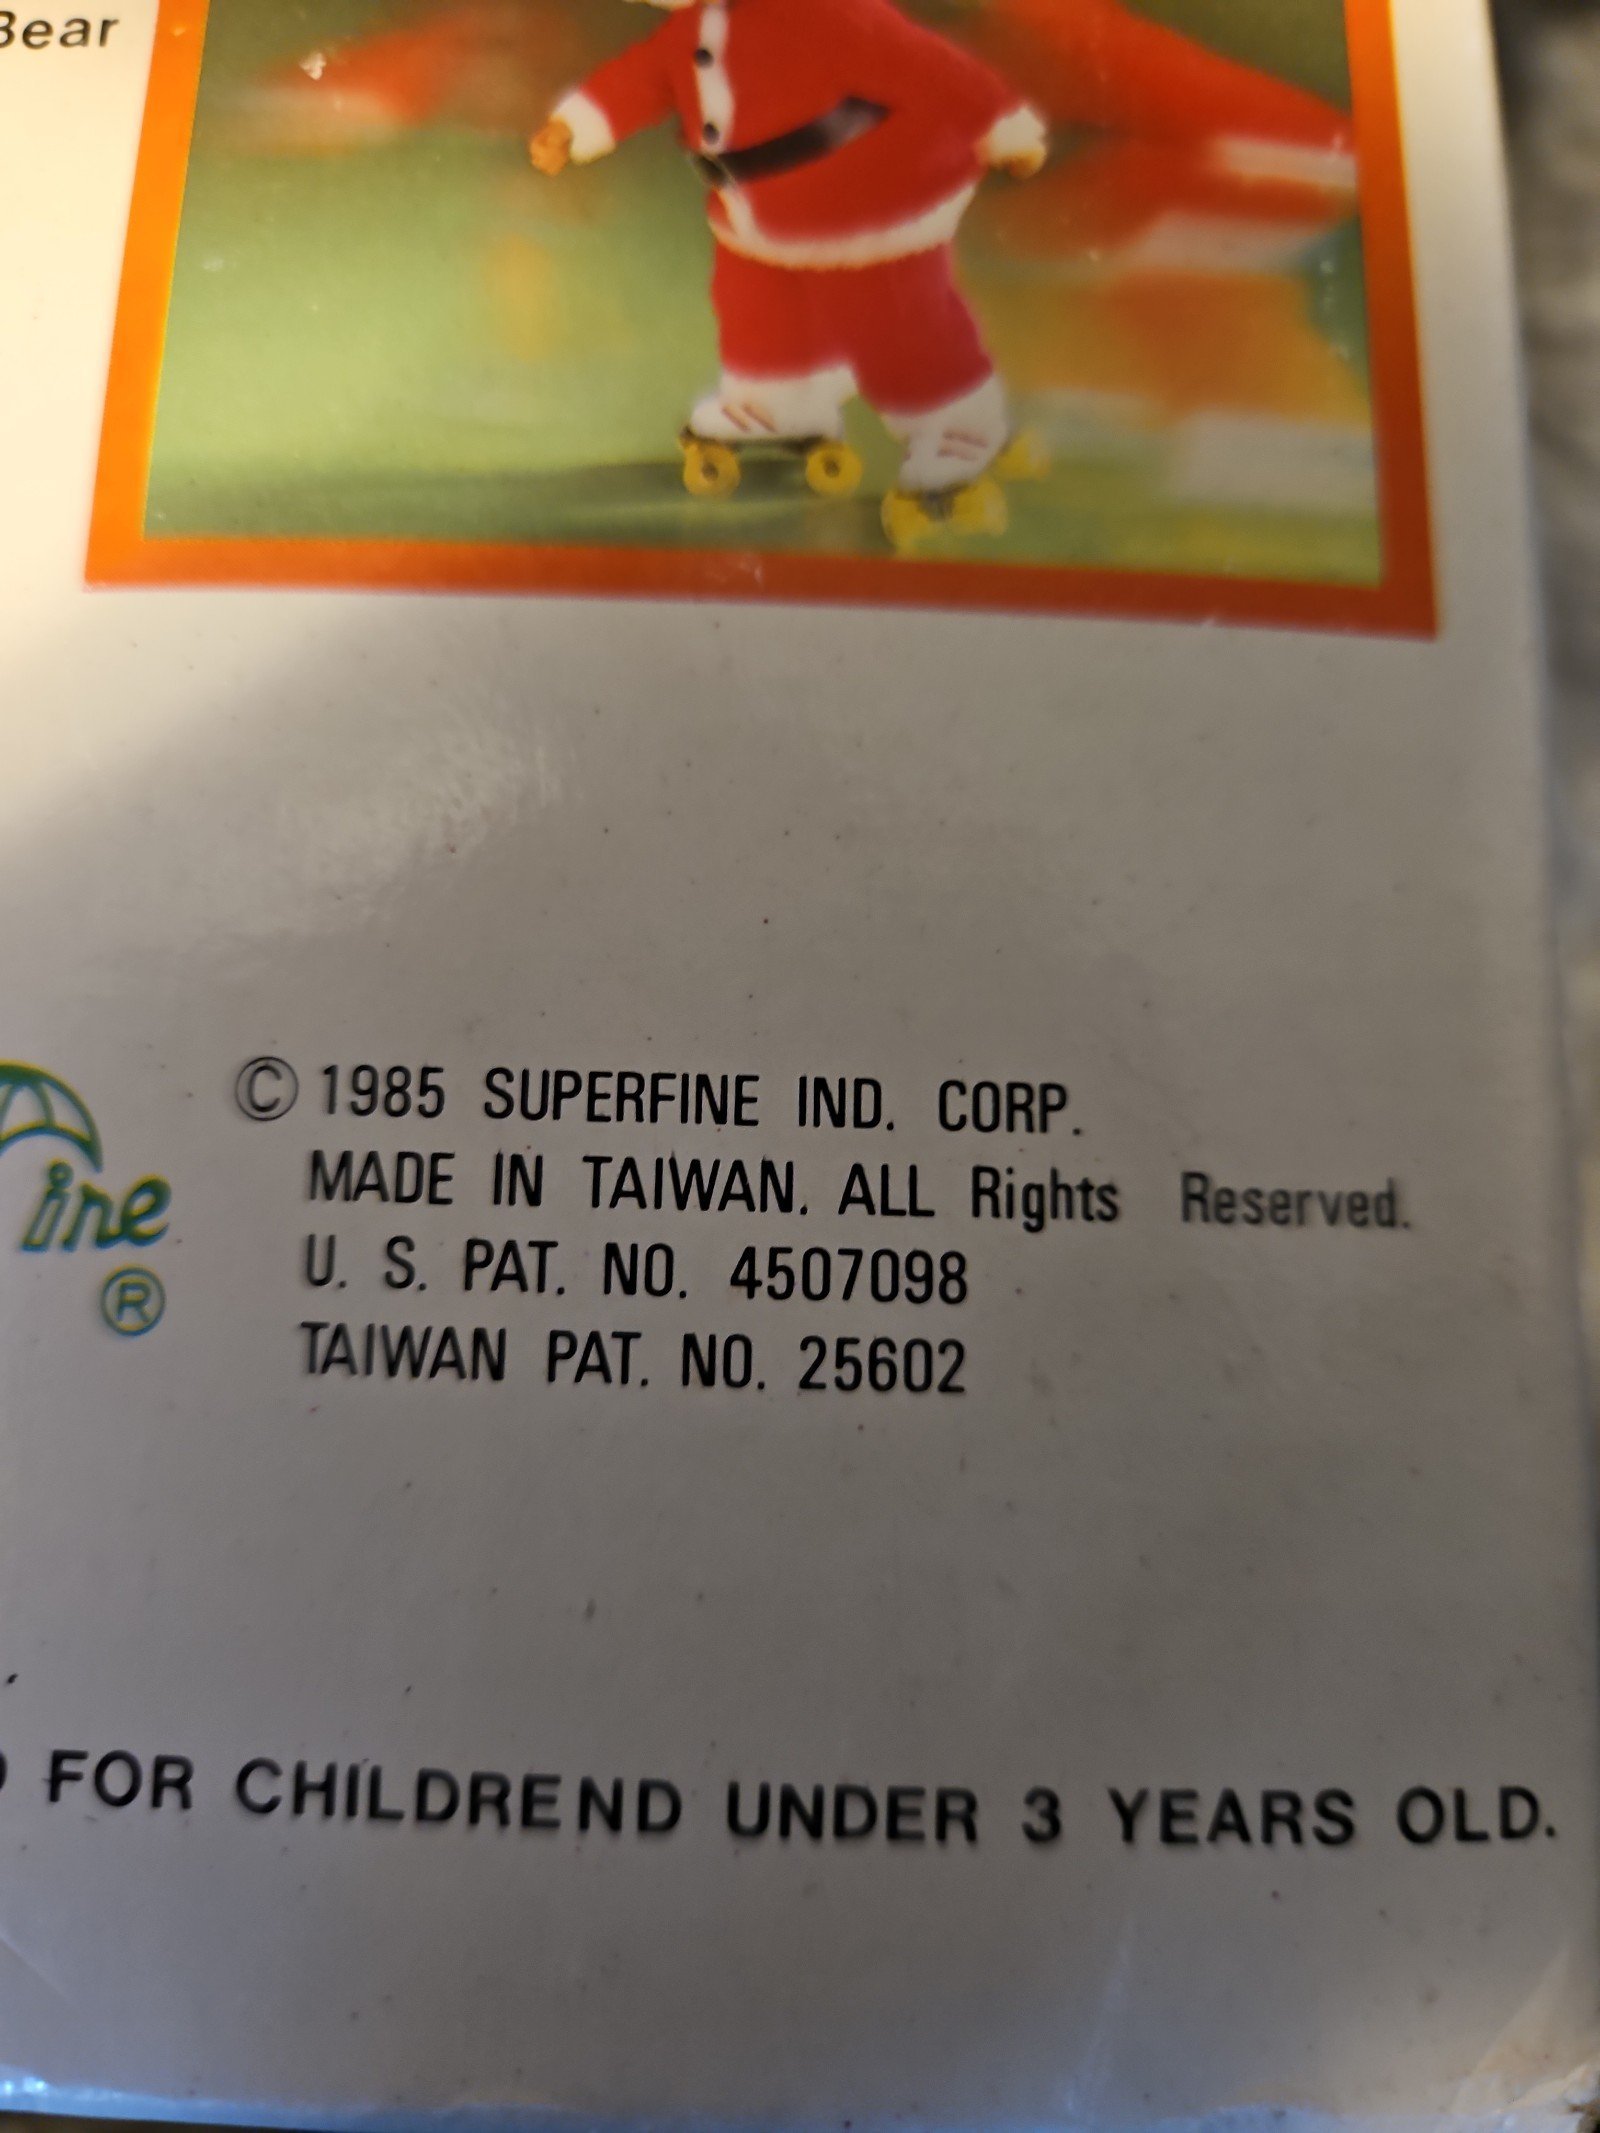 Bear
© 1985 SUPERFINE IND. CORP.
MADE IN TAIWAN. ALL Rights Reserved.
ine
U. S. PAT. NO. 4507098
®
TAIWAN PAT. NO. 25602
FOR CHILDREND UNDER 3 YEARS OLD.